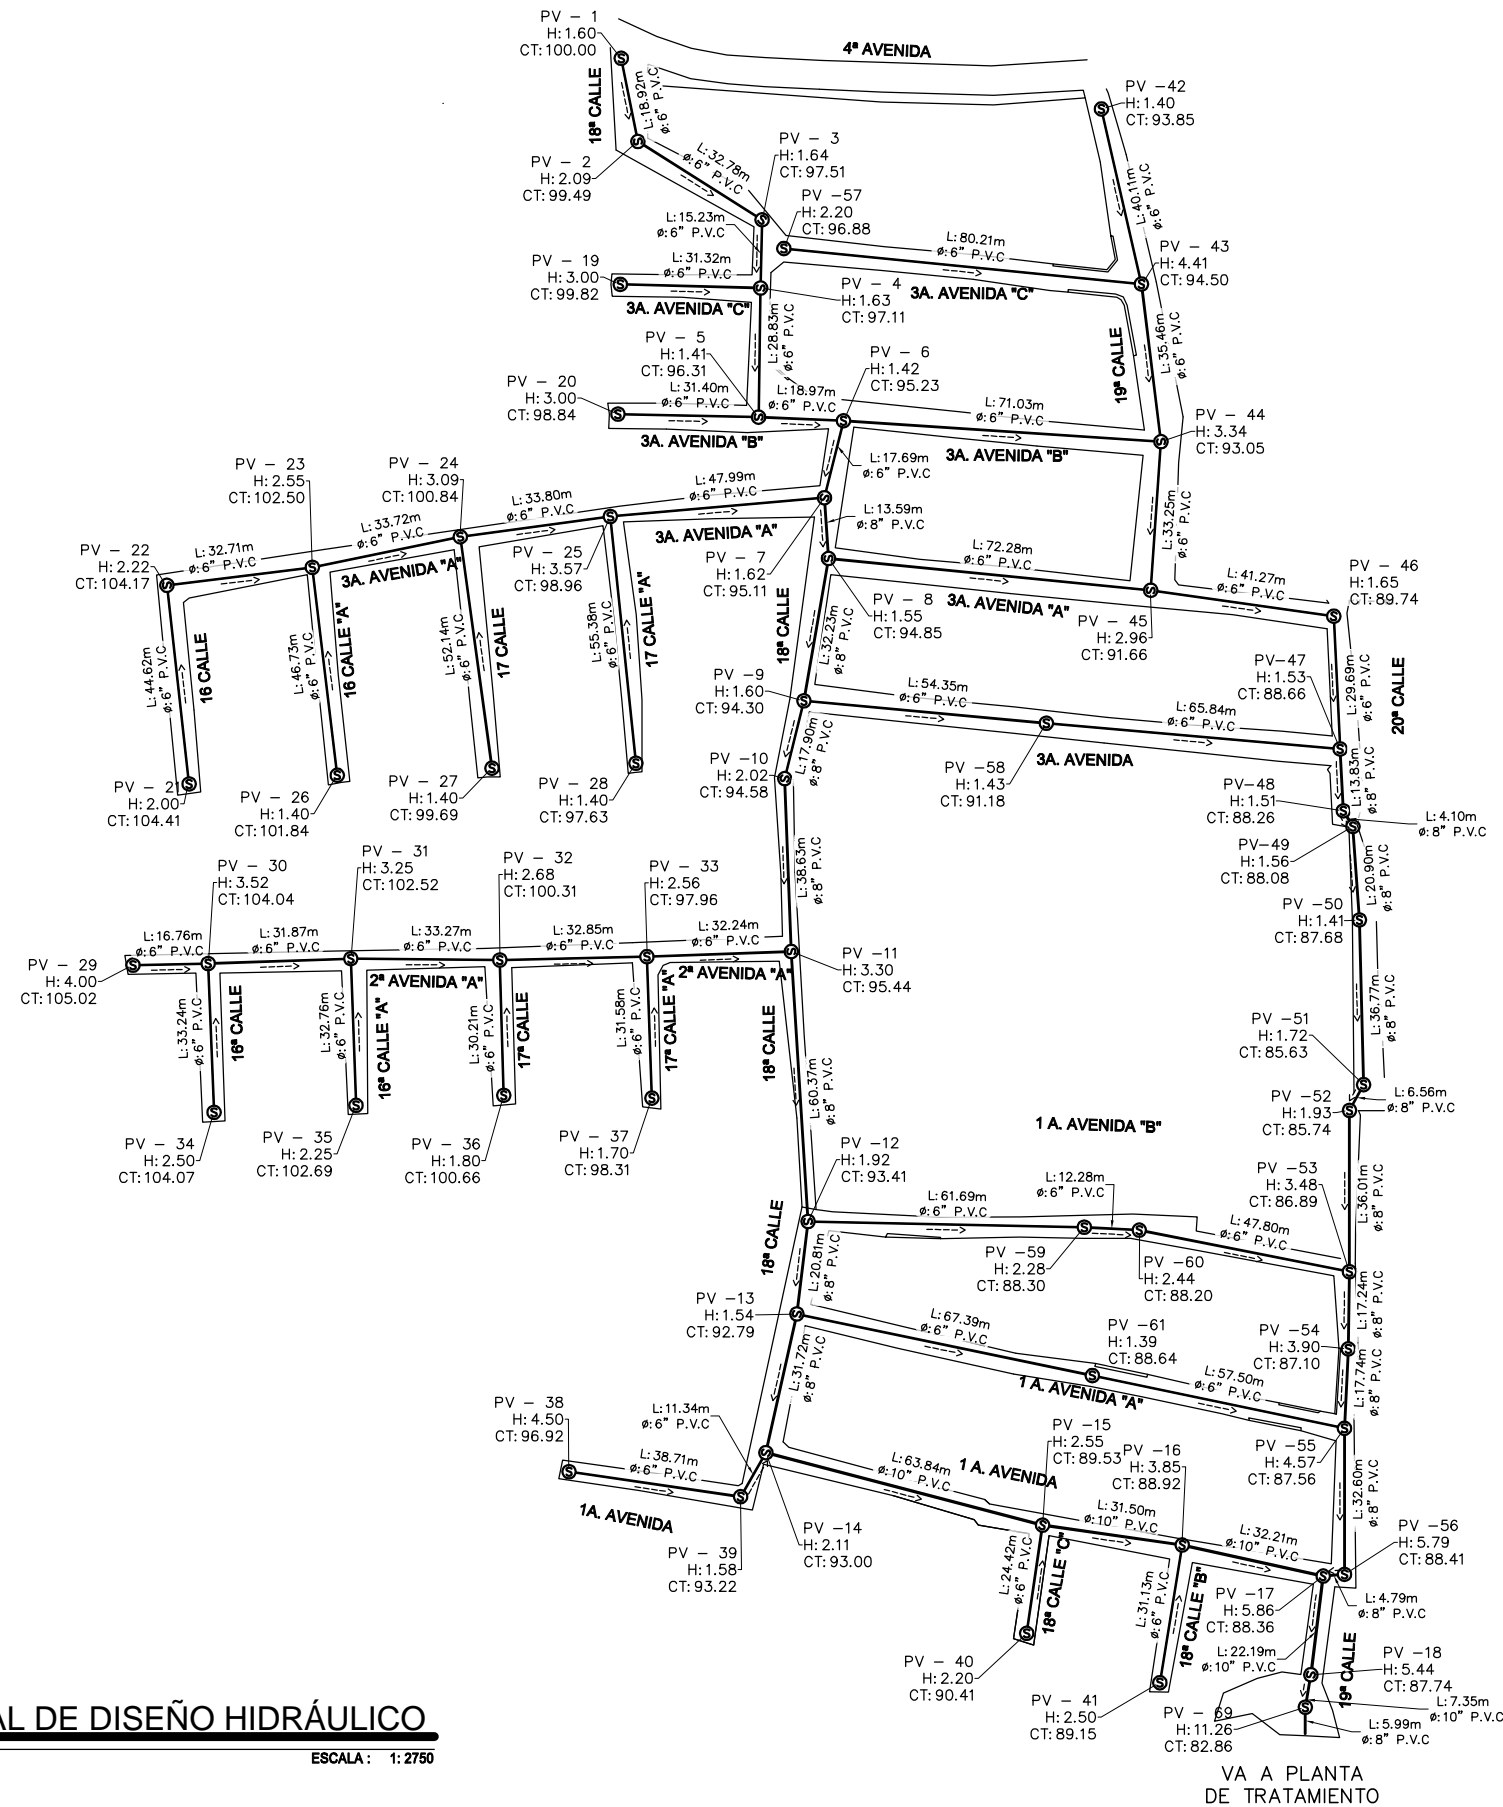 PV - 1
H:1.60
CT:100.00
4ª AVENIDA
18ª CALLE
L:18.92m
ø:6" P.V.C
PV -42
H:1.40
CT:93.85
PV - 2
H:2.09
CT:99.49
L:32.78m
ø:6" P.V.C
PV - 3
H:1.64
CT:97.51
L:40.11m
ø:6" P.V.C
PV -57
H:2.20
CT:96.88
L:15.23m
ø:6" P.V.C
L:80.21m
ø:6" P.V.C
PV - 43
H:4.41
CT:94.50
PV - 19
H:3.00
CT:99.82
L:31.32m
ø:6" P.V.C
3A. AVENIDA "C"
PV - 4
H:1.63
CT:97.11
3A. AVENIDA "C"
L:28.83m
ø:6" P.V.C
L:35.46m
ø:6" P.V.C
19ª CALLE
PV - 5
H:1.41
CT:96.31
PV - 6
H:1.42
CT:95.23
PV - 20
H:3.00
CT:98.84
L:31.40m
ø:6" P.V.C
L:18.97m
ø:6" P.V.C
L:71.03m
ø:6" P.V.C
PV - 44
H:3.34
CT:93.05
3A. AVENIDA "B"
3A. AVENIDA "B"
PV - 23
H:2.55
CT:102.50
PV - 24
H:3.09
CT:100.84
L:47.99m
ø:6" P.V.C
L:17.69m
ø:6" P.V.C
L:33.80m
ø:6" P.V.C
L:13.59m
ø:8" P.V.C
L:33.25m
ø:6" P.V.C
PV - 22
H:2.22
CT:104.17
L:32.71m
ø:6" P.V.C
L:33.72m
ø:6" P.V.C
3A. AVENIDA "A"
3A. AVENIDA "A"
PV - 25
H:3.57
CT:98.96
PV - 7
H:1.62
CT:95.11
L:72.28m
ø:6" P.V.C
L:41.27m
ø:6" P.V.C
PV - 46
H:1.65
CT:89.74
PV - 8
H:1.55
CT:94.85
3A. AVENIDA "A"
PV - 45
H:2.96
CT:91.66
L:44.62m
ø:6" P.V.C
16 CALLE
L:46.73m
ø:6" P.V.C
16 CALLE "A"
L:52.14m
ø:6" P.V.C
17 CALLE
L:55.38m
ø:6" P.V.C
17 CALLE "A"
18ª CALLE
L:32.23m
ø:8" P.V.C
PV -9
H:1.60
CT:94.30
L:54.35m
ø:6" P.V.C
L:65.84m
ø:6" P.V.C
PV-47
H:1.53
CT:88.66
L:29.69m
ø:6" P.V.C
20ª CALLE
3A. AVENIDA
PV - 21
H:2.00
CT:104.41
PV - 26
H:1.40
CT:101.84
PV - 27
H:1.40
CT:99.69
PV - 28
H:1.40
CT:97.63
PV -10
H:2.02
CT:94.58
L:17.90m
ø:8" P.V.C
PV -58
H:1.43
CT:91.18
PV-48
H:1.51
CT:88.26
L:13.83m
ø:8" P.V.C
L:4.10m
ø:8" P.V.C
PV-49
H:1.56
CT:88.08
L:20.90m
ø:8" P.V.C
L:38.63m
ø:8" P.V.C
PV -50
H:1.41
CT:87.68
PV - 30
H:3.52
CT:104.04
PV - 31
H:3.25
CT:102.52
PV - 32
H:2.68
CT:100.31
PV - 33
H:2.56
CT:97.96
L:16.76m
ø:6" P.V.C
L:31.87m
ø:6" P.V.C
L:33.27m
ø:6" P.V.C
L:32.85m
ø:6" P.V.C
L:32.24m
ø:6" P.V.C
PV - 29
H:4.00
CT:105.02
2ª AVENIDA "A"
2ª AVENIDA "A"
PV -11
H:3.30
CT:95.44
L:36.77m
ø:8" P.V.C
L:33.24m
ø:6" P.V.C
16ª CALLE
L:32.76m
ø:6" P.V.C
16ª CALLE "A"
L:30.21m
ø:6" P.V.C
17ª CALLE
L:31.58m
ø:6" P.V.C
17ª CALLE "A"
18ª CALLE
L:60.37m
ø:8" P.V.C
PV -51
H:1.72
CT:85.63
L:6.56m
ø:8" P.V.C
PV -52
H:1.93
CT:85.74
1 A. AVENIDA "B"
PV - 34
H:2.50
CT:104.07
PV - 35
H:2.25
CT:102.69
PV - 36
H:1.80
CT:100.66
PV - 37
H:1.70
CT:98.31
PV -12
H:1.92
CT:93.41
L:61.69m
ø:6" P.V.C
L:12.28m
ø:6" P.V.C
L:47.80m
ø:6" P.V.C
PV -53
H:3.48
CT:86.89
L:36.01m
ø:8" P.V.C
18ª CALLE
L:20.81m
ø:8" P.V.C
PV -59
H:2.28
CT:88.30
PV -60
H:2.44
CT:88.20
L:17.24m
ø:8" P.V.C
PV -13
H:1.54
CT:92.79
L:67.39m
ø:6" P.V.C
PV -61
H:1.39
CT:88.64
PV -54
H:3.90
CT:87.10
L:57.50m
ø:6" P.V.C
L:17.74m
ø:8" P.V.C
1 A. AVENIDA "A"
L:31.72m
ø:8" P.V.C
PV - 38
H:4.50
CT:96.92
L:11.34m
ø:6" P.V.C
L:38.71m
ø:6" P.V.C
1A. AVENIDA
L:63.84m
ø:10" P.V.C
1 A. AVENIDA
PV -15
H:2.55
CT:89.53
PV -16
H:3.85
CT:88.92
PV -55
H:4.57
CT:87.56
L:32.60m
ø:8" P.V.C
L:31.50m
ø:10" P.V.C
L:32.21m
ø:10" P.V.C
PV -56
H:5.79
CT:88.41
PV - 39
H:1.58
CT:93.22
PV -14
H:2.11
CT:93.00
L:24.42m
ø:6" P.V.C
18ª CALLE "C"
L:31.13m
ø:6" P.V.C
18ª CALLE "B"
PV -17
H:5.86
CT:88.36
L:4.79m
ø:8" P.V.C
L:22.19m
ø:10" P.V.C
19ª CALLE
PV -18
H:5.44
CT:87.74
PV - 40
H:2.20
CT:90.41
PV - 41
H:2.50
CT:89.15
PV - 69
H:11.26
CT:82.86
L:7.35m
ø:10" P.V.C
L:5.99m
ø:8" P.V.C
AL DE DISEÑO HIDRÁULICO
ESCALA : 1: 2750
VA A PLANTA
DE TRATAMIENTO